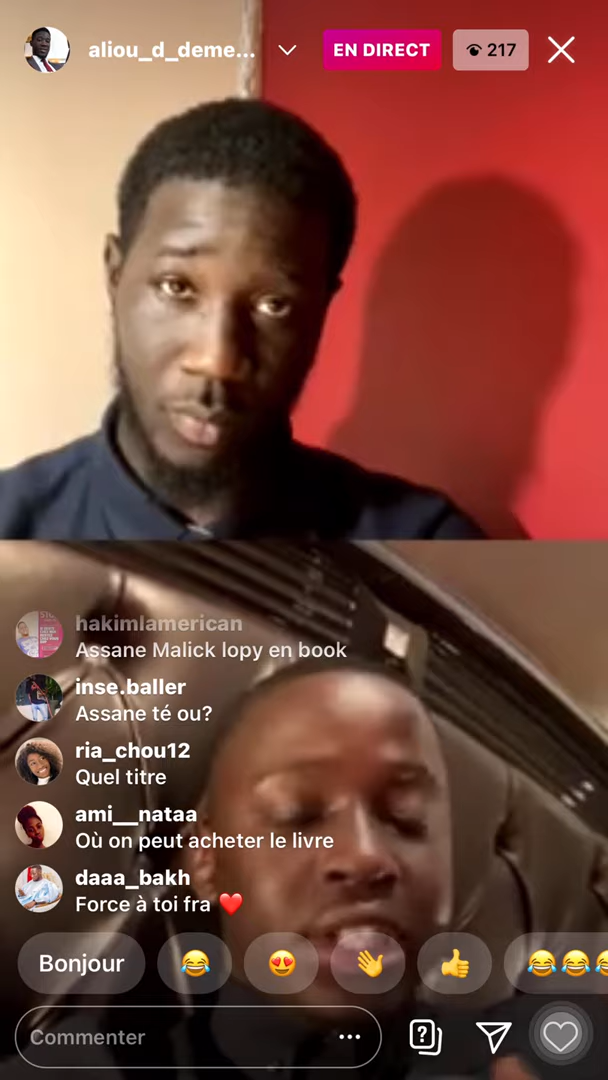 aliou_d_deme...
EN DIRECT
217
hakimlamerican
Assane Malick lopy en book
inse.baller
Assane té ou?
ria_chou12
Quel titre
ami__nataa
Où on peut acheter le livre
daaa_bakh
Force à toi fra ❤️
Bonjour
😂
😍
👋
👍
😂😂
Commenter